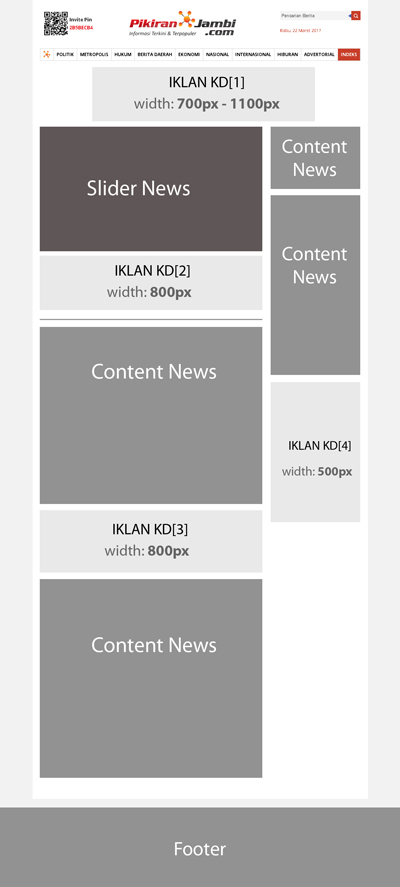 Invite Pin
2B5BECB4
PikiranJambi
.com
Informasi Terkini & Terpopuler
Pencarian Berita
Rabu, 22 Maret 2017
POLITIK METROPOLIS HUKUM BERITA DAERAH EKONOMI NASIONAL INTERNASIONAL HIBURAN ADVERTORIAL INDEKS
IKLAN KD[1]
width: 700px - 1100px
Slider News
Content
News
Content
News
IKLAN KD[2]
width: 800px
Content News
IKLAN KD[4]
width: 500px
IKLAN KD[3]
width: 800px
Content News
Footer